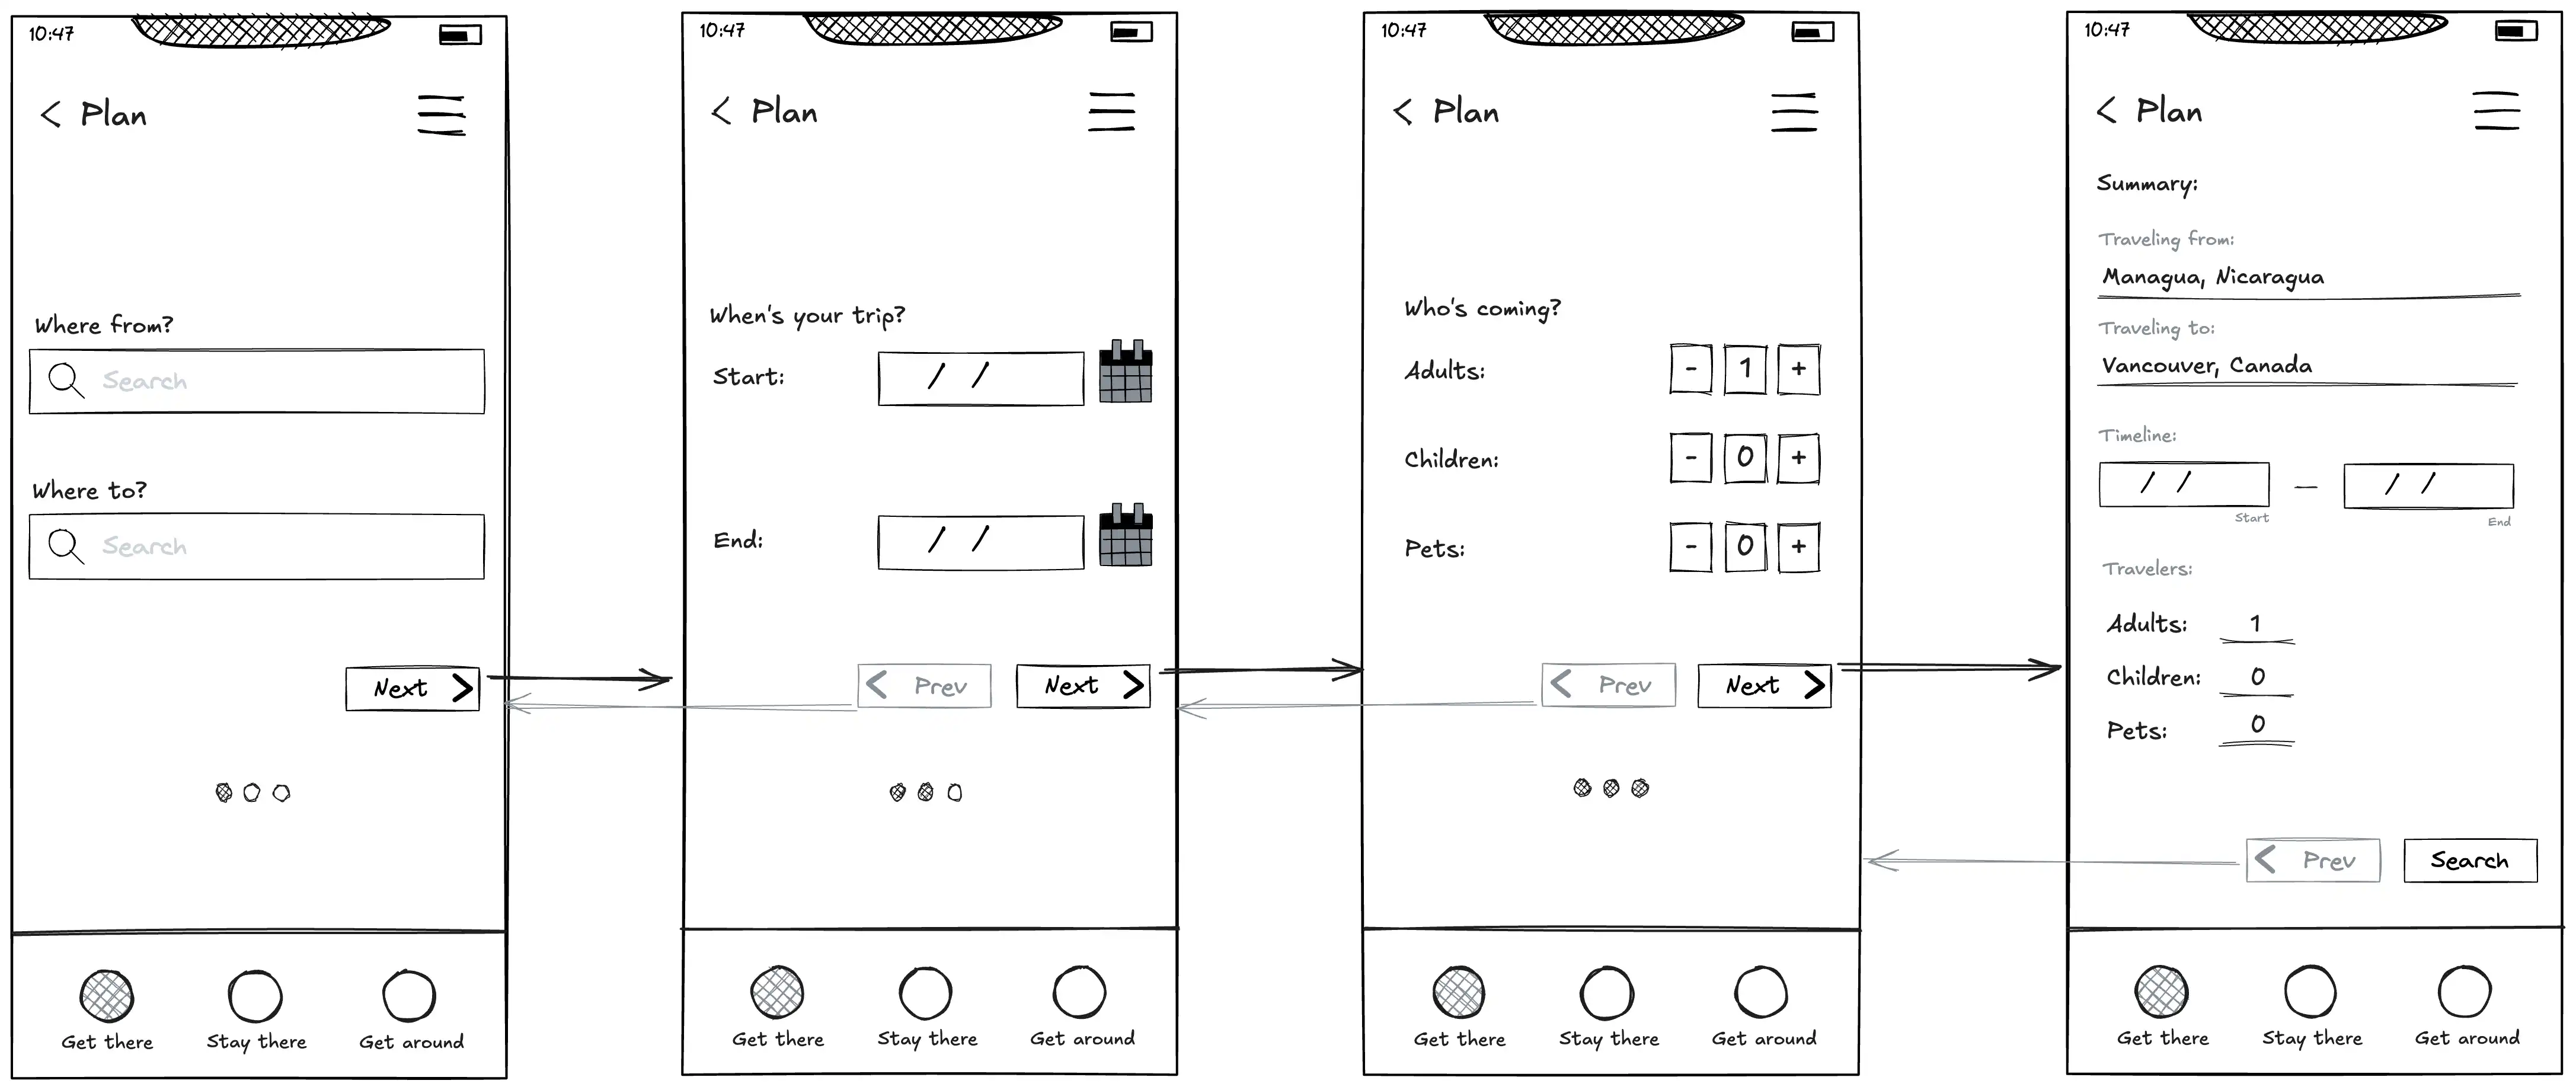 10:47
< Plan
Where from?
Search
Where to?
Search
Next >
Get there Stay there Get around
10:47
< Plan
When's your trip?
Start: / /
End: / /
< Prev Next >
Get there Stay there Get around
10:47
< Plan
Who's coming?
Adults: - 1 +
Children: - 0 +
Pets: - 0 +
< Prev Next >
Get there Stay there Get around
10:47
< Plan
Summary:
Traveling from:
Managua, Nicaragua
Traveling to:
Vancouver, Canada
Timeline:
/ / — / /
Start End
Travelers:
Adults: 1
Children: 0
Pets: 0
< Prev Search
Get there Stay there Get around